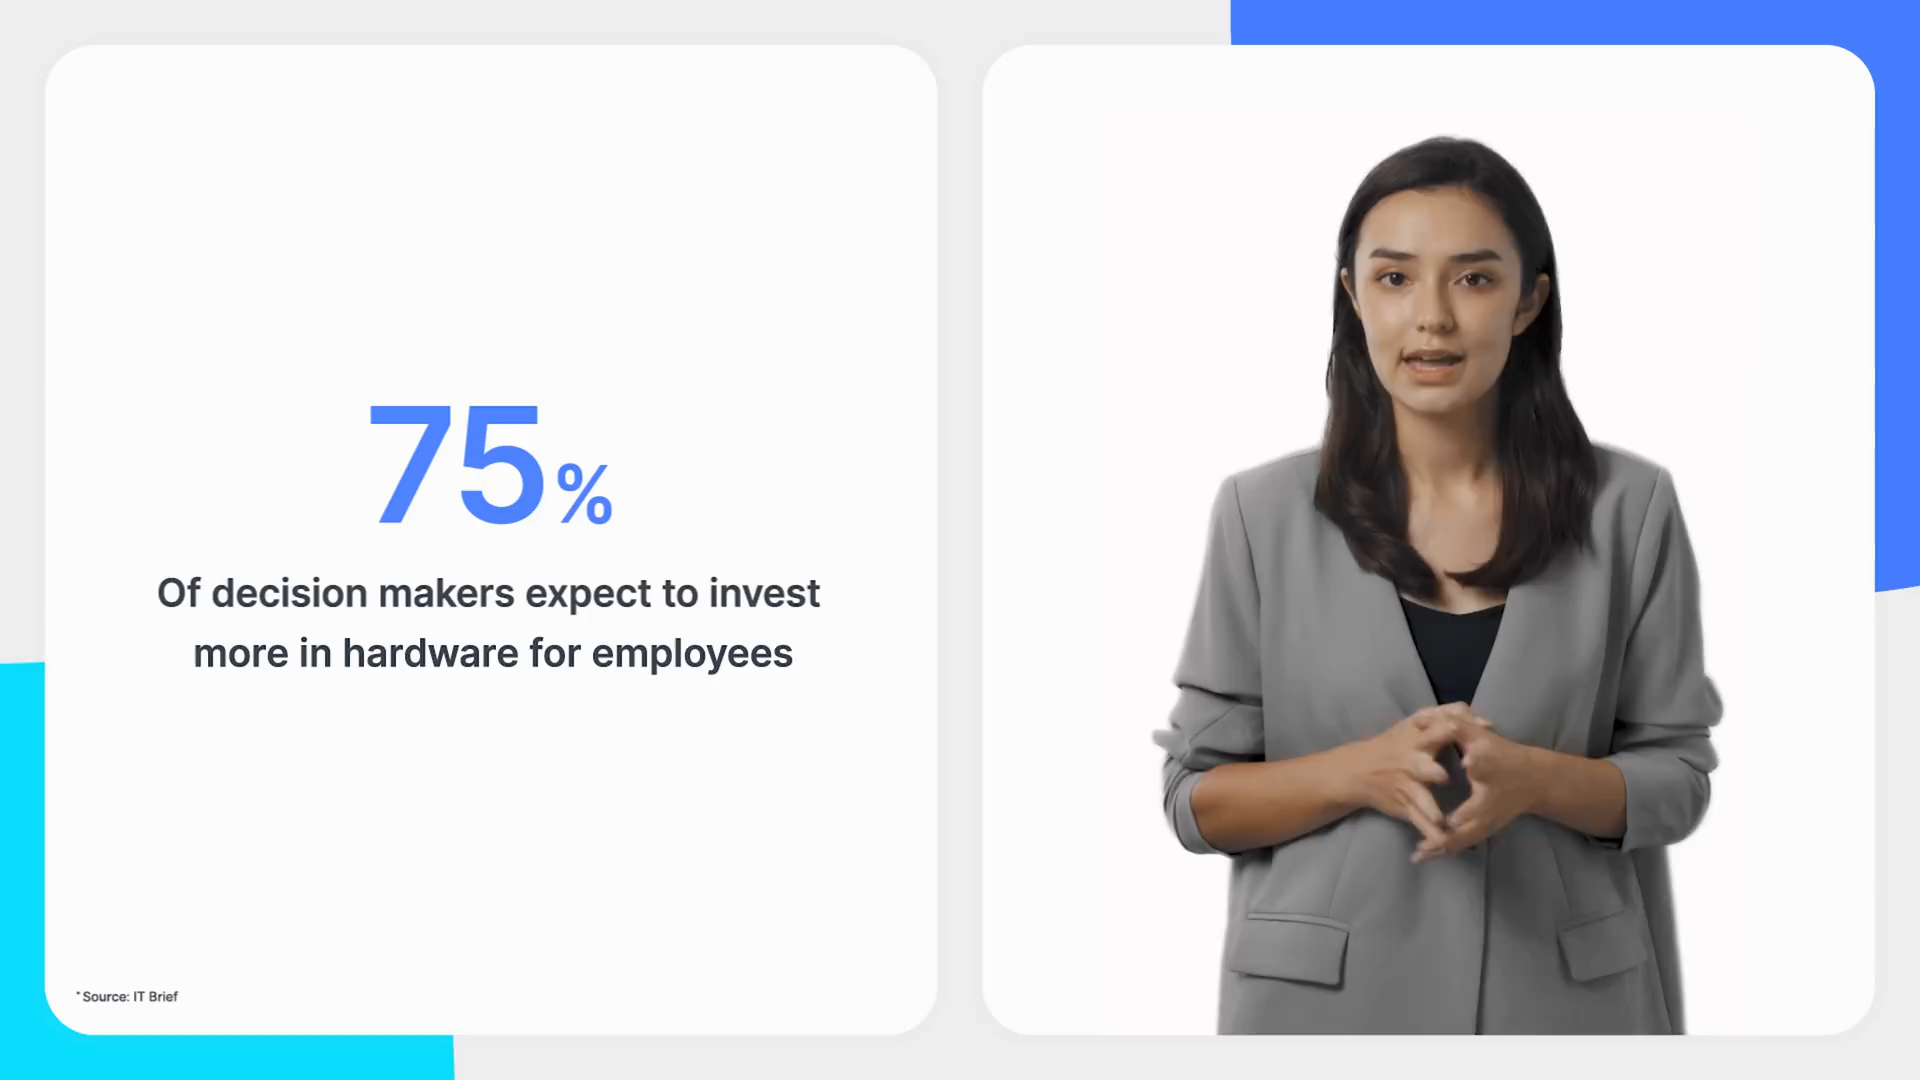 75%
Of decision makers expect to invest
more in hardware for employees
* Source: IT Brief